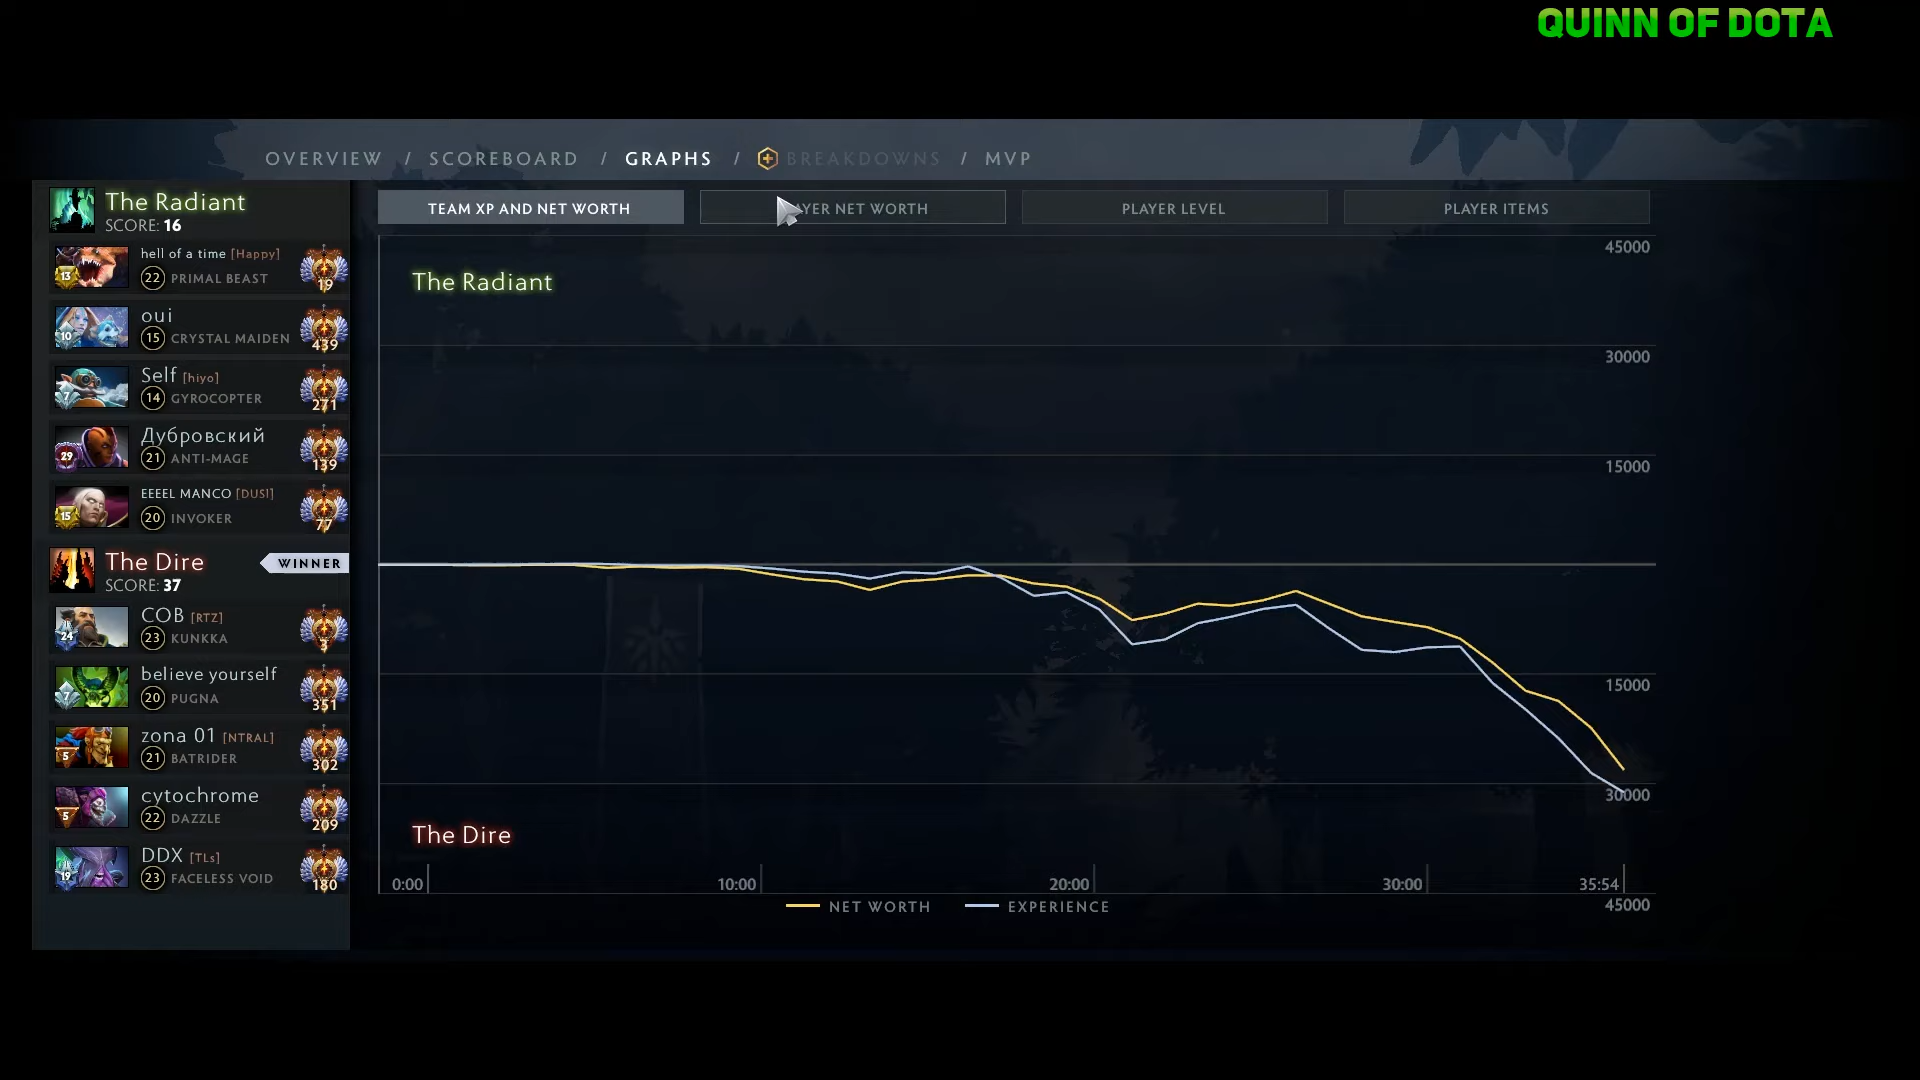 QUINN OF DOTA
OVERVIEW / SCOREBOARD / GRAPHS / BREAKDOWNS / MVP
The Radiant
SCORE: 16
13
hell of a time [Happy]
22 PRIMAL BEAST
19
10
oui
15 CRYSTAL MAIDEN
439
7
Self [hiyo]
14 GYROCOPTER
271
29
Дубровский
21 ANTI-MAGE
139
15
EEEEL MANCO [DUS1]
20 INVOKER
77
The Dire
SCORE: 37
WINNER
24
COB [RTZ]
23 KUNKKA
3
7
believe yourself
20 PUGNA
351
5
zona 01 [NTRAL]
21 BATRIDER
302
5
cytochrome
22 DAZZLE
209
19
DDX [TLs]
23 FACELESS VOID
180
TEAM XP AND NET WORTH
NET WORTH
PLAYER LEVEL
PLAYER ITEMS
The Radiant
45000
30000
15000
15000
30000
45000
The Dire
0:00
10:00
20:00
30:00
35:54
NET WORTH
EXPERIENCE